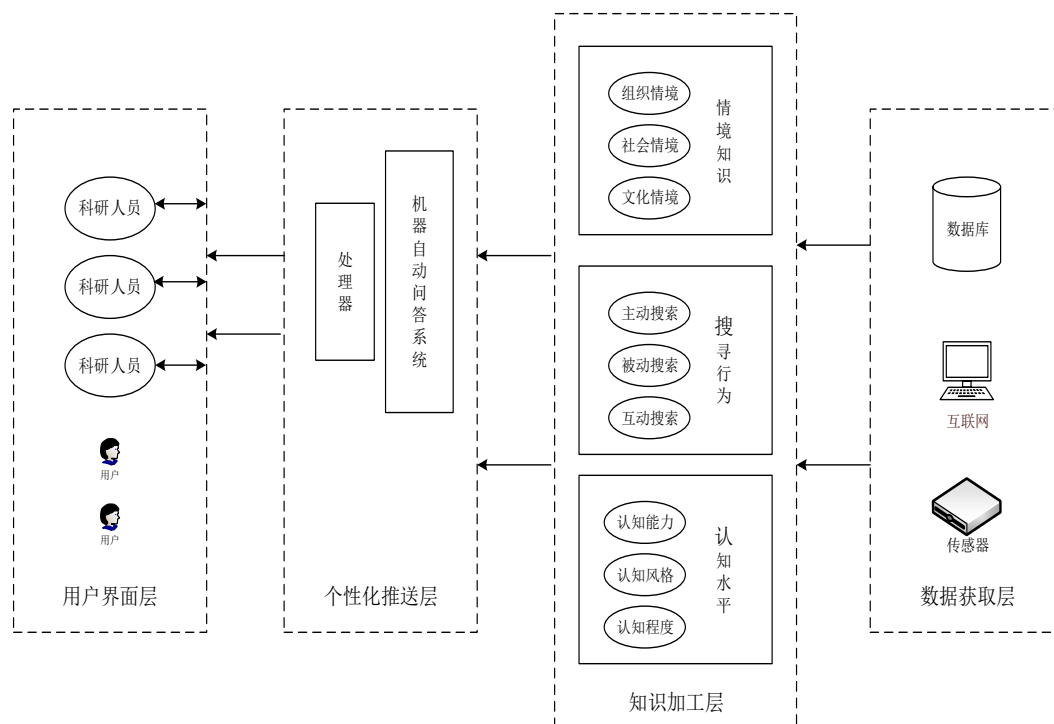 科研人员
科研人员
科研人员
用户
用户
用户界面层
处理器
机器自动问答系统
个性化推送层
组织情境
社会情境
文化情境
情境知识
主动搜索
被动搜索
互动搜索
搜寻行为
认知能力
认知风格
认知程度
认知水平
知识加工层
数据库
互联网
传感器
数据获取层